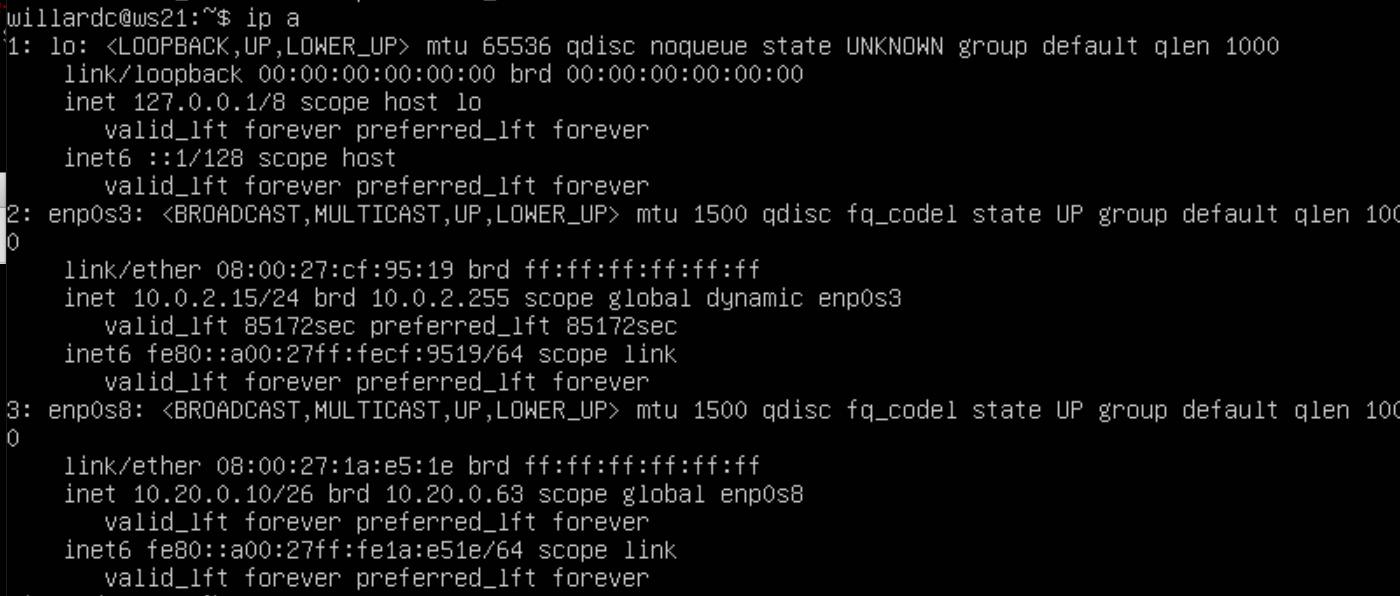 willardc@ws21:~$ ip a
1: lo: <LOOPBACK,UP,LOWER_UP> mtu 65536 qdisc noqueue state UNKNOWN group default qlen 1000
link/loopback 00:00:00:00:00:00 brd 00:00:00:00:00:00
inet 127.0.0.1/8 scope host lo
valid_lft forever preferred_lft forever
inet6 ::1/128 scope host
valid_lft forever preferred_lft forever
2: enp0s3: <BROADCAST,MULTICAST,UP,LOWER_UP> mtu 1500 qdisc fq_codel state UP group default qlen 100
0
link/ether 08:00:27:cf:95:19 brd ff:ff:ff:ff:ff:ff
inet 10.0.2.15/24 brd 10.0.2.255 scope global dynamic enp0s3
valid_lft 85172sec preferred_lft 85172sec
inet6 fe80::a00:27ff:fecf:9519/64 scope link
valid_lft forever preferred_lft forever
3: enp0s8: <BROADCAST,MULTICAST,UP,LOWER_UP> mtu 1500 qdisc fq_codel state UP group default qlen 100
0
link/ether 08:00:27:1a:e5:1e brd ff:ff:ff:ff:ff:ff
inet 10.20.0.10/26 brd 10.20.0.63 scope global enp0s8
valid_lft forever preferred_lft forever
inet6 fe80::a00:27ff:fe1a:e51e/64 scope link
valid_lft forever preferred_lft forever